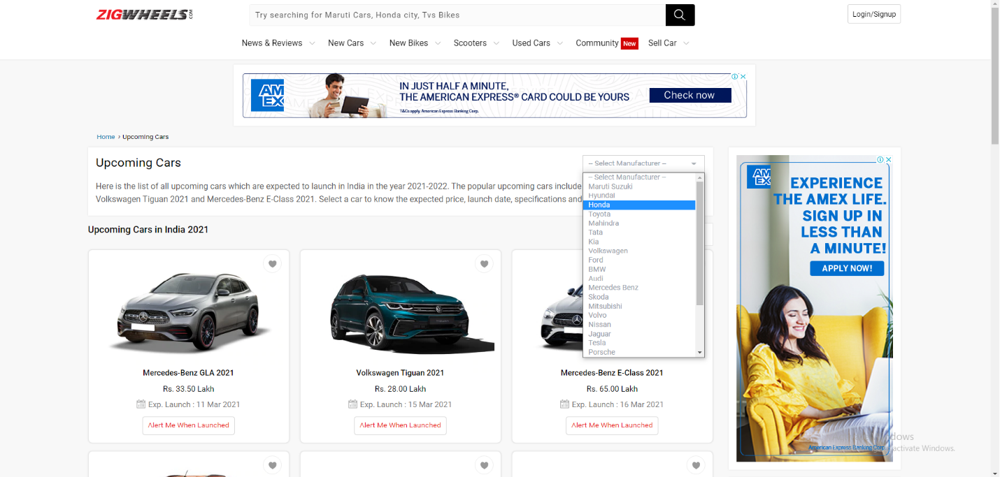 ZIGWHEELS.COM
Try searching for Maruti Cars, Honda city, Tvs Bikes
Login/Signup
News & Reviews
New Cars
New Bikes
Scooters
Used Cars
Community New
Sell Car
AM
EX
IN JUST HALF A MINUTE,
THE AMERICAN EXPRESS® CARD COULD BE YOURS
T&Cs apply. American Express Banking Corp.
Check now
Home › Upcoming Cars
Upcoming Cars
-- Select Manufacturer --
Here is the list of all upcoming cars which are expected to launch in India in the year 2021-2022. The popular upcoming cars include
Volkswagen Tiguan 2021 and Mercedes-Benz E-Class 2021. Select a car to know the expected price, launch date, specifications and
-- Select Manufacturer --
Maruti Suzuki
Hyundai
Honda
Toyota
Mahindra
Tata
Kia
Volkswagen
Ford
BMW
Audi
Mercedes Benz
Skoda
Mitsubishi
Volvo
Nissan
Jaguar
Tesla
Porsche
Upcoming Cars in India 2021
Mercedes-Benz GLA 2021
Rs. 33.50 Lakh
Exp. Launch : 11 Mar 2021
Alert Me When Launched
Volkswagen Tiguan 2021
Rs. 28.00 Lakh
Exp. Launch : 15 Mar 2021
Alert Me When Launched
Mercedes-Benz E-Class 2021
Rs. 65.00 Lakh
Exp. Launch : 16 Mar 2021
Alert Me When Launched
AM
EX
EXPERIENCE
THE AMEX LIFE.
SIGN UP IN
LESS THAN
A MINUTE!
APPLY NOW!
American Express Banking Corp.
dows
activate Windows.